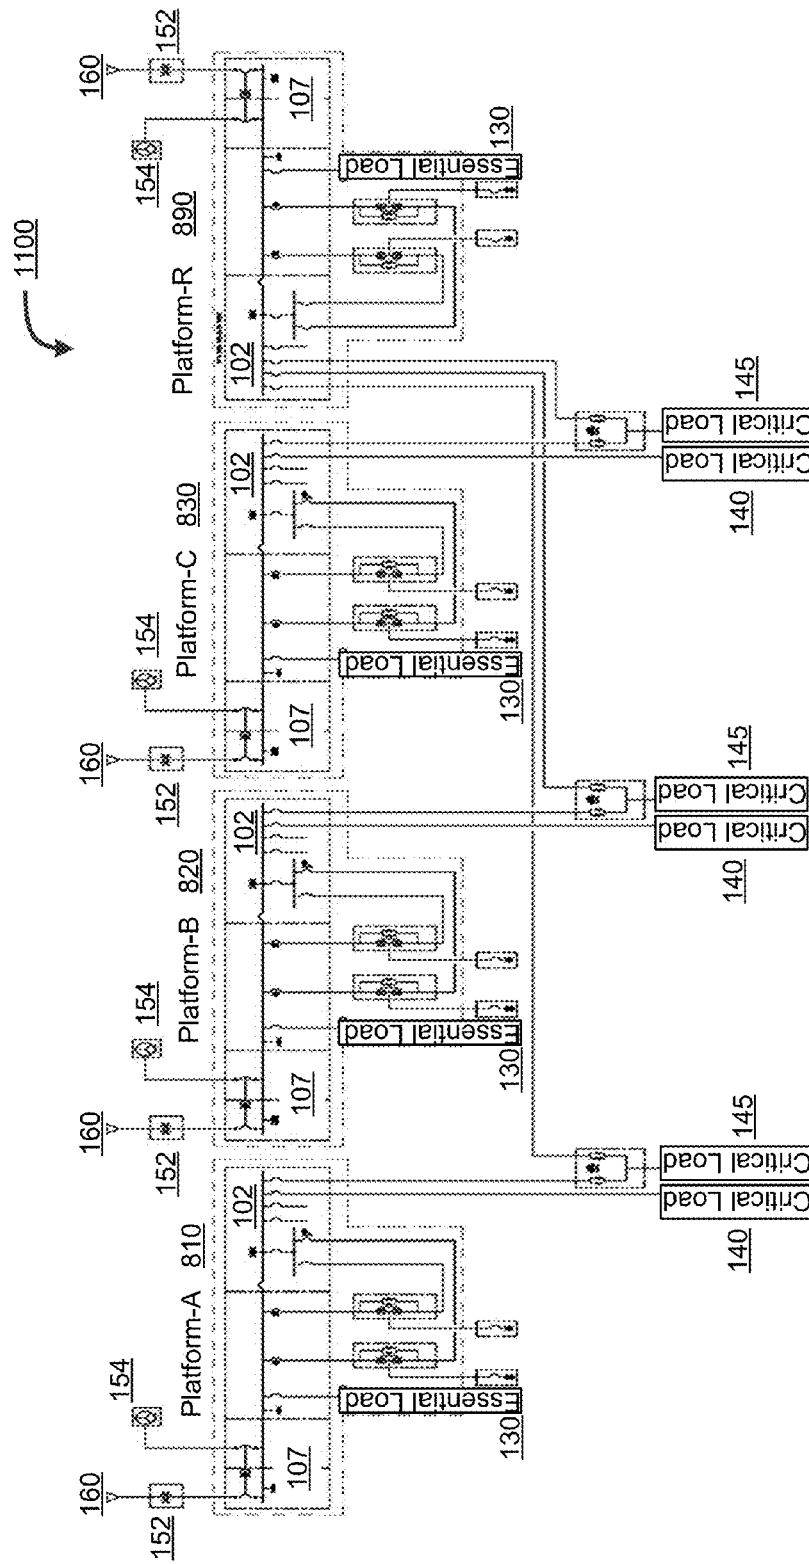 1100
160 154 160 154 160 154 154 160
152 152 152 152
Platform-A 810 Platform-B 820 Platform-C 830 Platform-R 890
102 102 102 102
107 107 107 107
Essential Load
Essential Load
Essential Load
Essential Load
130 130 130 130
Critical Load
Critical Load
Critical Load
Critical Load
Critical Load
Critical Load
140 145 140 145 140 145